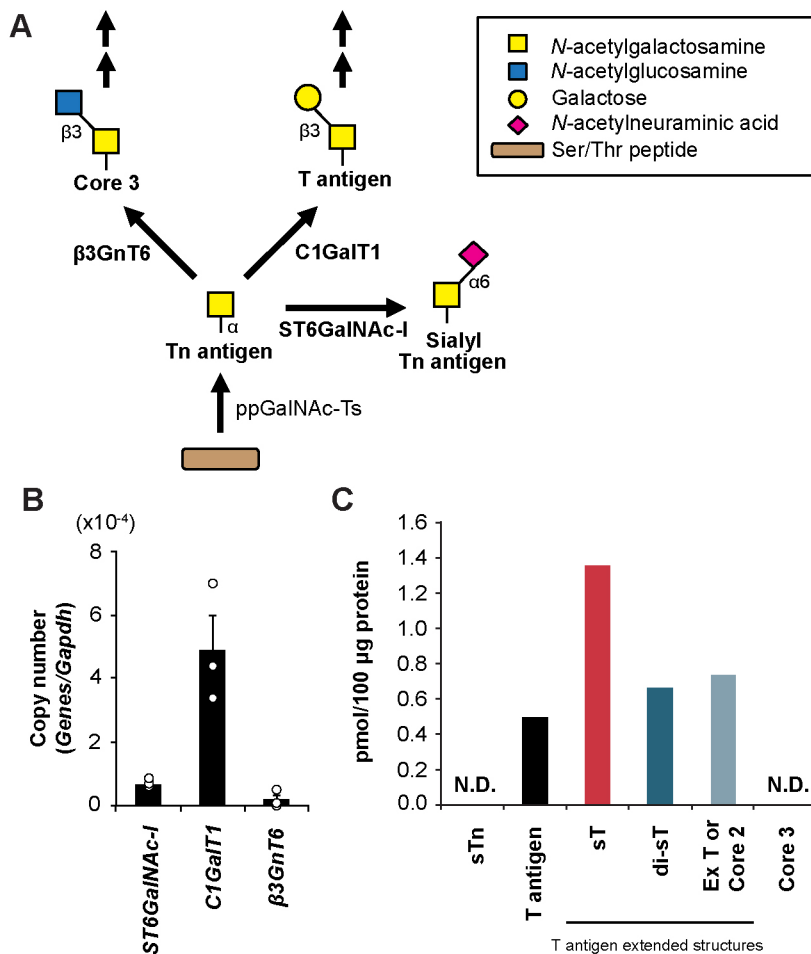 A
N-acetylgalactosamine
N-acetylglucosamine
Galactose
N-acetylneuraminic acid
Ser/Thr peptide
β3
Core 3
β3
T antigen
β3GnT6
C1GalT1
α
Tn antigen
ST6GalNAc-I
α6
Sialyl
Tn antigen
ppGalNAc-Ts
B
(x10-4)
Copy number
(Genes/Gapdh)
8
6
4
2
0
ST6GalNAc-I
C1GalT1
β3GnT6
C
pmol/100 µg protein
1.6
1.4
1.2
1.0
0.8
0.6
0.4
0.2
0.0
N.D.
N.D.
sTn
T antigen
sT
di-sT
Ex T or
Core 2
Core 3
T antigen extended structures